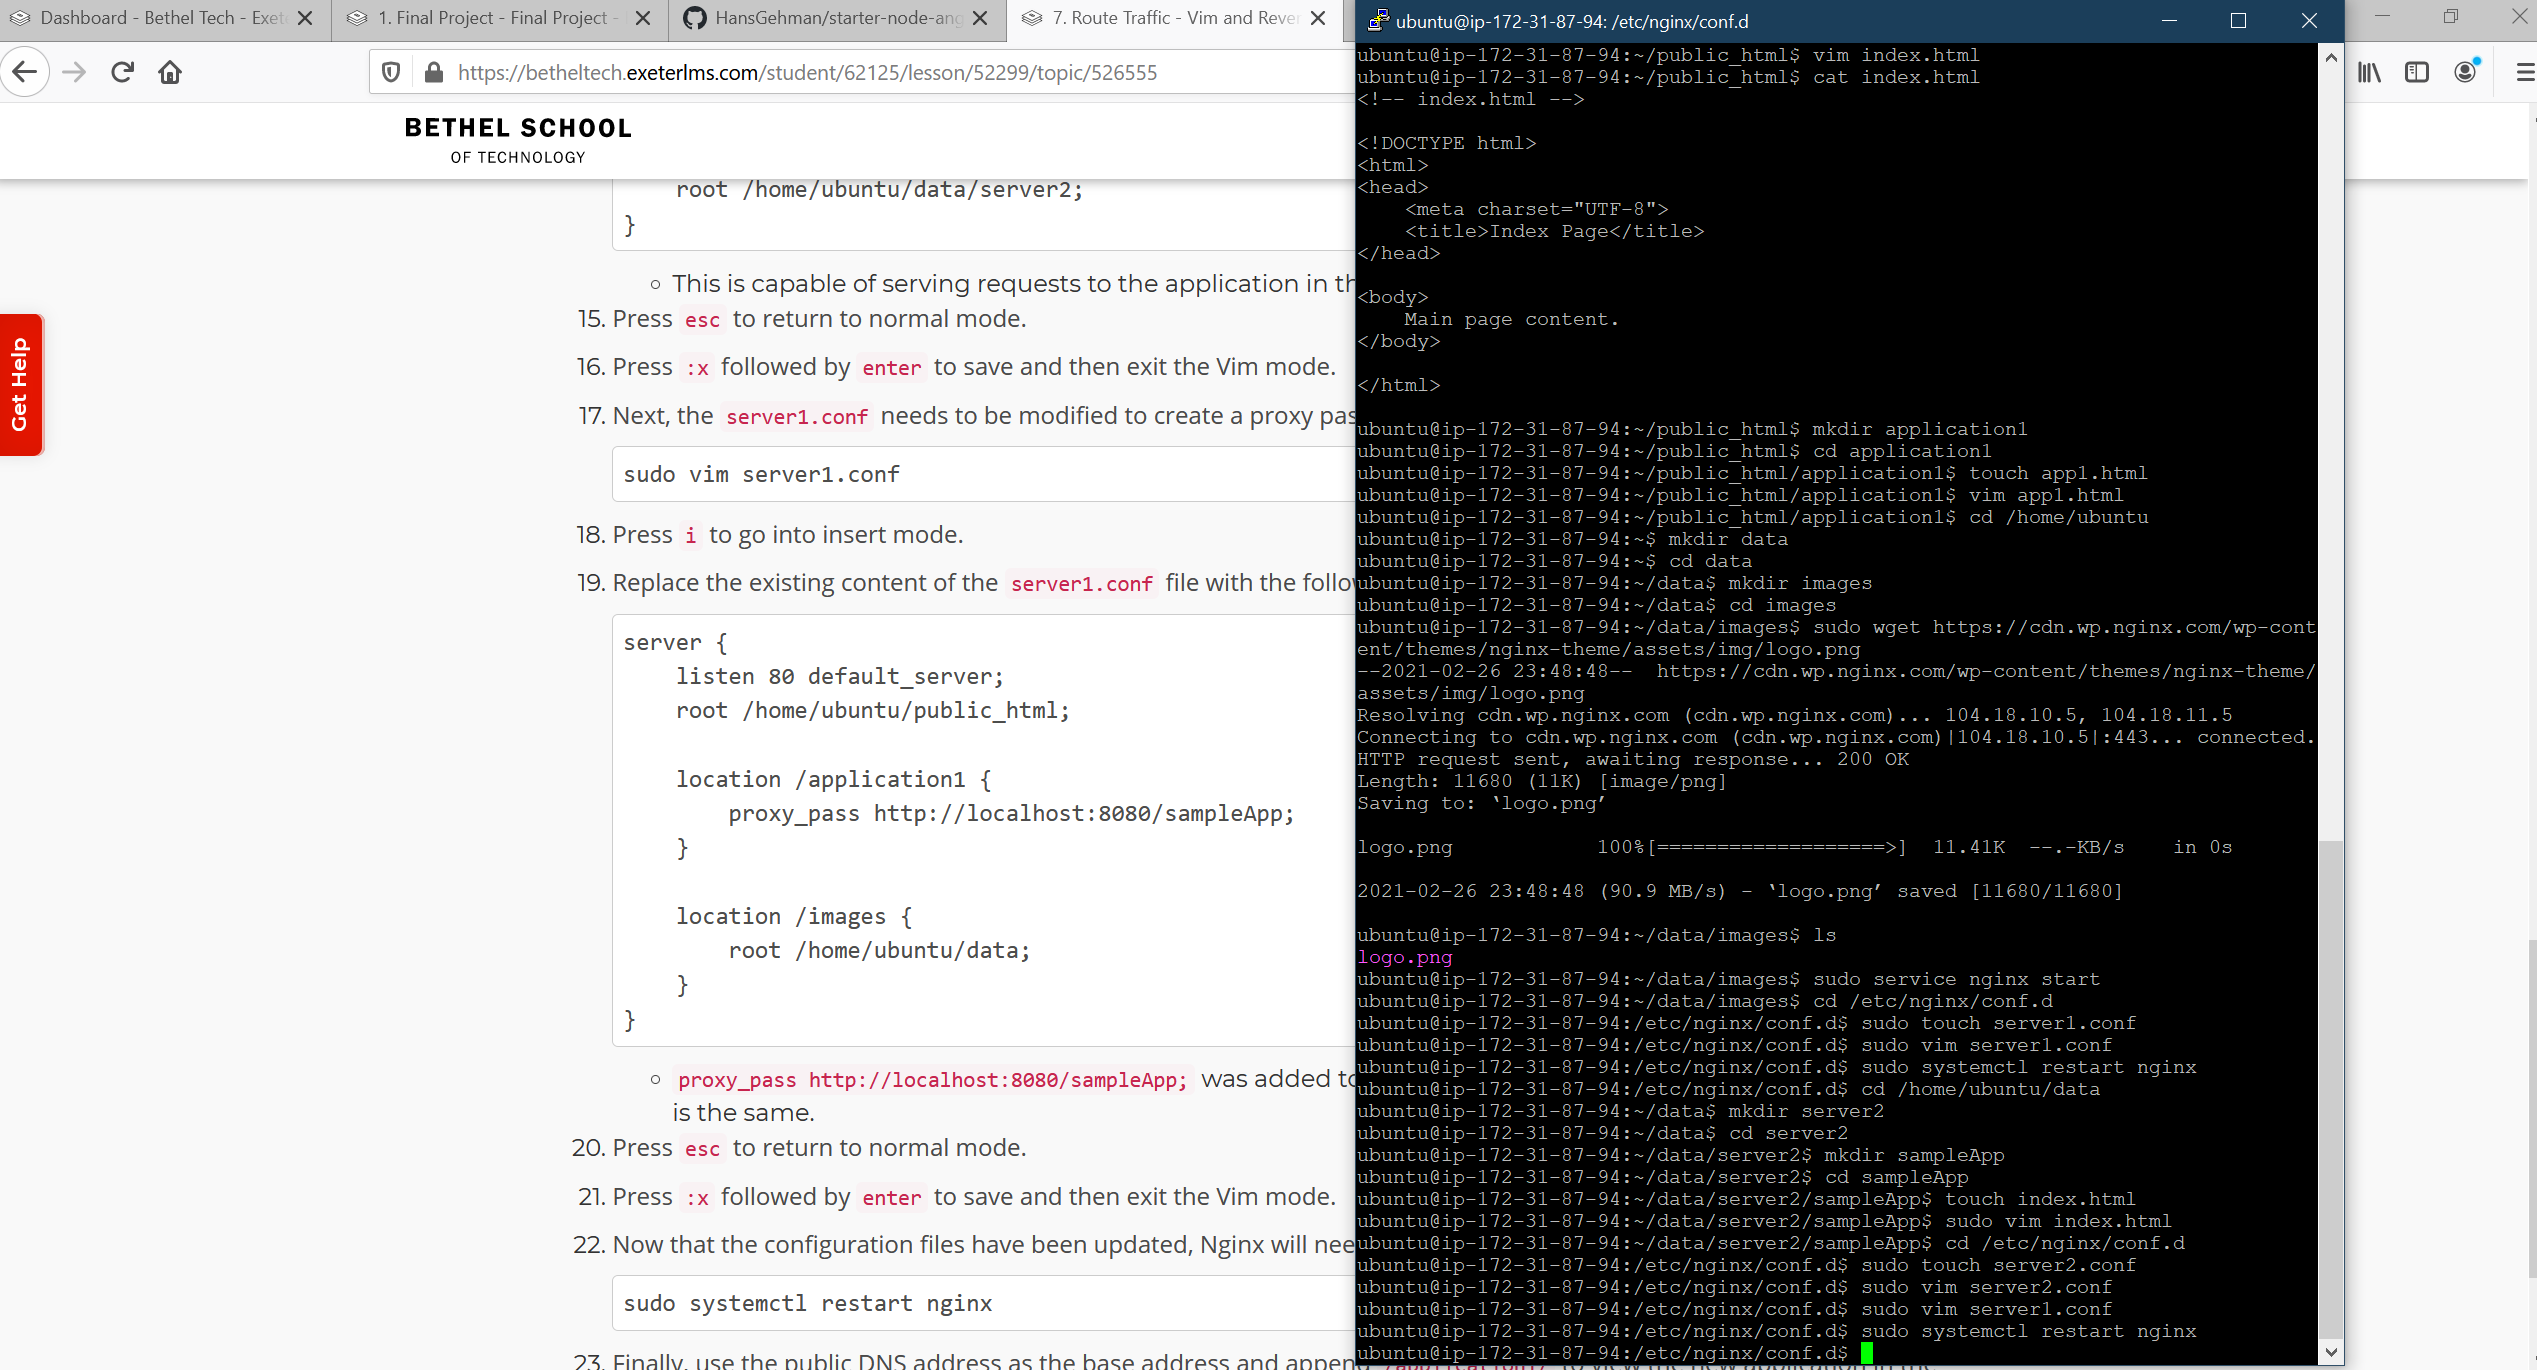 Dashboard - Bethel Tech - Exete
1. Final Project - Final Project -
HansGehman/starter-node-ang
7. Route Traffic - Vim and Rever
https://betheltech.exeterlms.com/student/62125/lesson/52299/topic/526555
BETHEL SCHOOL
OF TECHNOLOGY
Get Help
root /home/ubuntu/data/server2;
}
This is capable of serving requests to the application in th
15. Press esc to return to normal mode.
16. Press :x followed by enter to save and then exit the Vim mode.
17. Next, the server1.conf needs to be modified to create a proxy pas
sudo vim server1.conf
18. Press i to go into insert mode.
19. Replace the existing content of the server1.conf file with the follo
server {
listen 80 default_server;
root /home/ubuntu/public_html;
location /application1 {
proxy_pass http://localhost:8080/sampleApp;
}
location /images {
root /home/ubuntu/data;
}
}
proxy_pass http://localhost:8080/sampleApp; was added to
is the same.
20. Press esc to return to normal mode.
21. Press :x followed by enter to save and then exit the Vim mode.
22. Now that the configuration files have been updated, Nginx will nee
sudo systemctl restart nginx
23. Finally, use the public DNS address as the base address and append
ubuntu@ip-172-31-87-94: /etc/nginx/conf.d
ubuntu@ip-172-31-87-94:~/public_html$ vim index.html
ubuntu@ip-172-31-87-94:~/public_html$ cat index.html
<!-- index.html -->
<!DOCTYPE html>
<html>
<head>
<meta charset="UTF-8">
<title>Index Page</title>
</head>
<body>
Main page content.
</body>
</html>
ubuntu@ip-172-31-87-94:~/public_html$ mkdir application1
ubuntu@ip-172-31-87-94:~/public_html$ cd application1
ubuntu@ip-172-31-87-94:~/public_html/application1$ touch app1.html
ubuntu@ip-172-31-87-94:~/public_html/application1$ vim app1.html
ubuntu@ip-172-31-87-94:~/public_html/application1$ cd /home/ubuntu
ubuntu@ip-172-31-87-94:~$ mkdir data
ubuntu@ip-172-31-87-94:~$ cd data
ubuntu@ip-172-31-87-94:~/data$ mkdir images
ubuntu@ip-172-31-87-94:~/data$ cd images
ubuntu@ip-172-31-87-94:~/data/images$ sudo wget https://cdn.wp.nginx.com/wp-cont
ent/themes/nginx-theme/assets/img/logo.png
--2021-02-26 23:48:48--  https://cdn.wp.nginx.com/wp-content/themes/nginx-theme/
assets/img/logo.png
Resolving cdn.wp.nginx.com (cdn.wp.nginx.com)... 104.18.10.5, 104.18.11.5
Connecting to cdn.wp.nginx.com (cdn.wp.nginx.com)|104.18.10.5|:443... connected.
HTTP request sent, awaiting response... 200 OK
Length: 11680 (11K) [image/png]
Saving to: ‘logo.png’
logo.png 100%[===================>] 11.41K --.-KB/s in 0s
2021-02-26 23:48:48 (90.9 MB/s) - ‘logo.png’ saved [11680/11680]
ubuntu@ip-172-31-87-94:~/data/images$ ls
logo.png
ubuntu@ip-172-31-87-94:~/data/images$ sudo service nginx start
ubuntu@ip-172-31-87-94:~/data/images$ cd /etc/nginx/conf.d
ubuntu@ip-172-31-87-94:/etc/nginx/conf.d$ sudo touch server1.conf
ubuntu@ip-172-31-87-94:/etc/nginx/conf.d$ sudo vim server1.conf
ubuntu@ip-172-31-87-94:/etc/nginx/conf.d$ sudo systemctl restart nginx
ubuntu@ip-172-31-87-94:/etc/nginx/conf.d$ cd /home/ubuntu/data
ubuntu@ip-172-31-87-94:~/data$ mkdir server2
ubuntu@ip-172-31-87-94:~/data$ cd server2
ubuntu@ip-172-31-87-94:~/data/server2$ mkdir sampleApp
ubuntu@ip-172-31-87-94:~/data/server2$ cd sampleApp
ubuntu@ip-172-31-87-94:~/data/server2/sampleApp$ touch index.html
ubuntu@ip-172-31-87-94:~/data/server2/sampleApp$ sudo vim index.html
ubuntu@ip-172-31-87-94:~/data/server2/sampleApp$ cd /etc/nginx/conf.d
ubuntu@ip-172-31-87-94:/etc/nginx/conf.d$ sudo touch server2.conf
ubuntu@ip-172-31-87-94:/etc/nginx/conf.d$ sudo vim server2.conf
ubuntu@ip-172-31-87-94:/etc/nginx/conf.d$ sudo vim server1.conf
ubuntu@ip-172-31-87-94:/etc/nginx/conf.d$ sudo systemctl restart nginx
ubuntu@ip-172-31-87-94:/etc/nginx/conf.d$